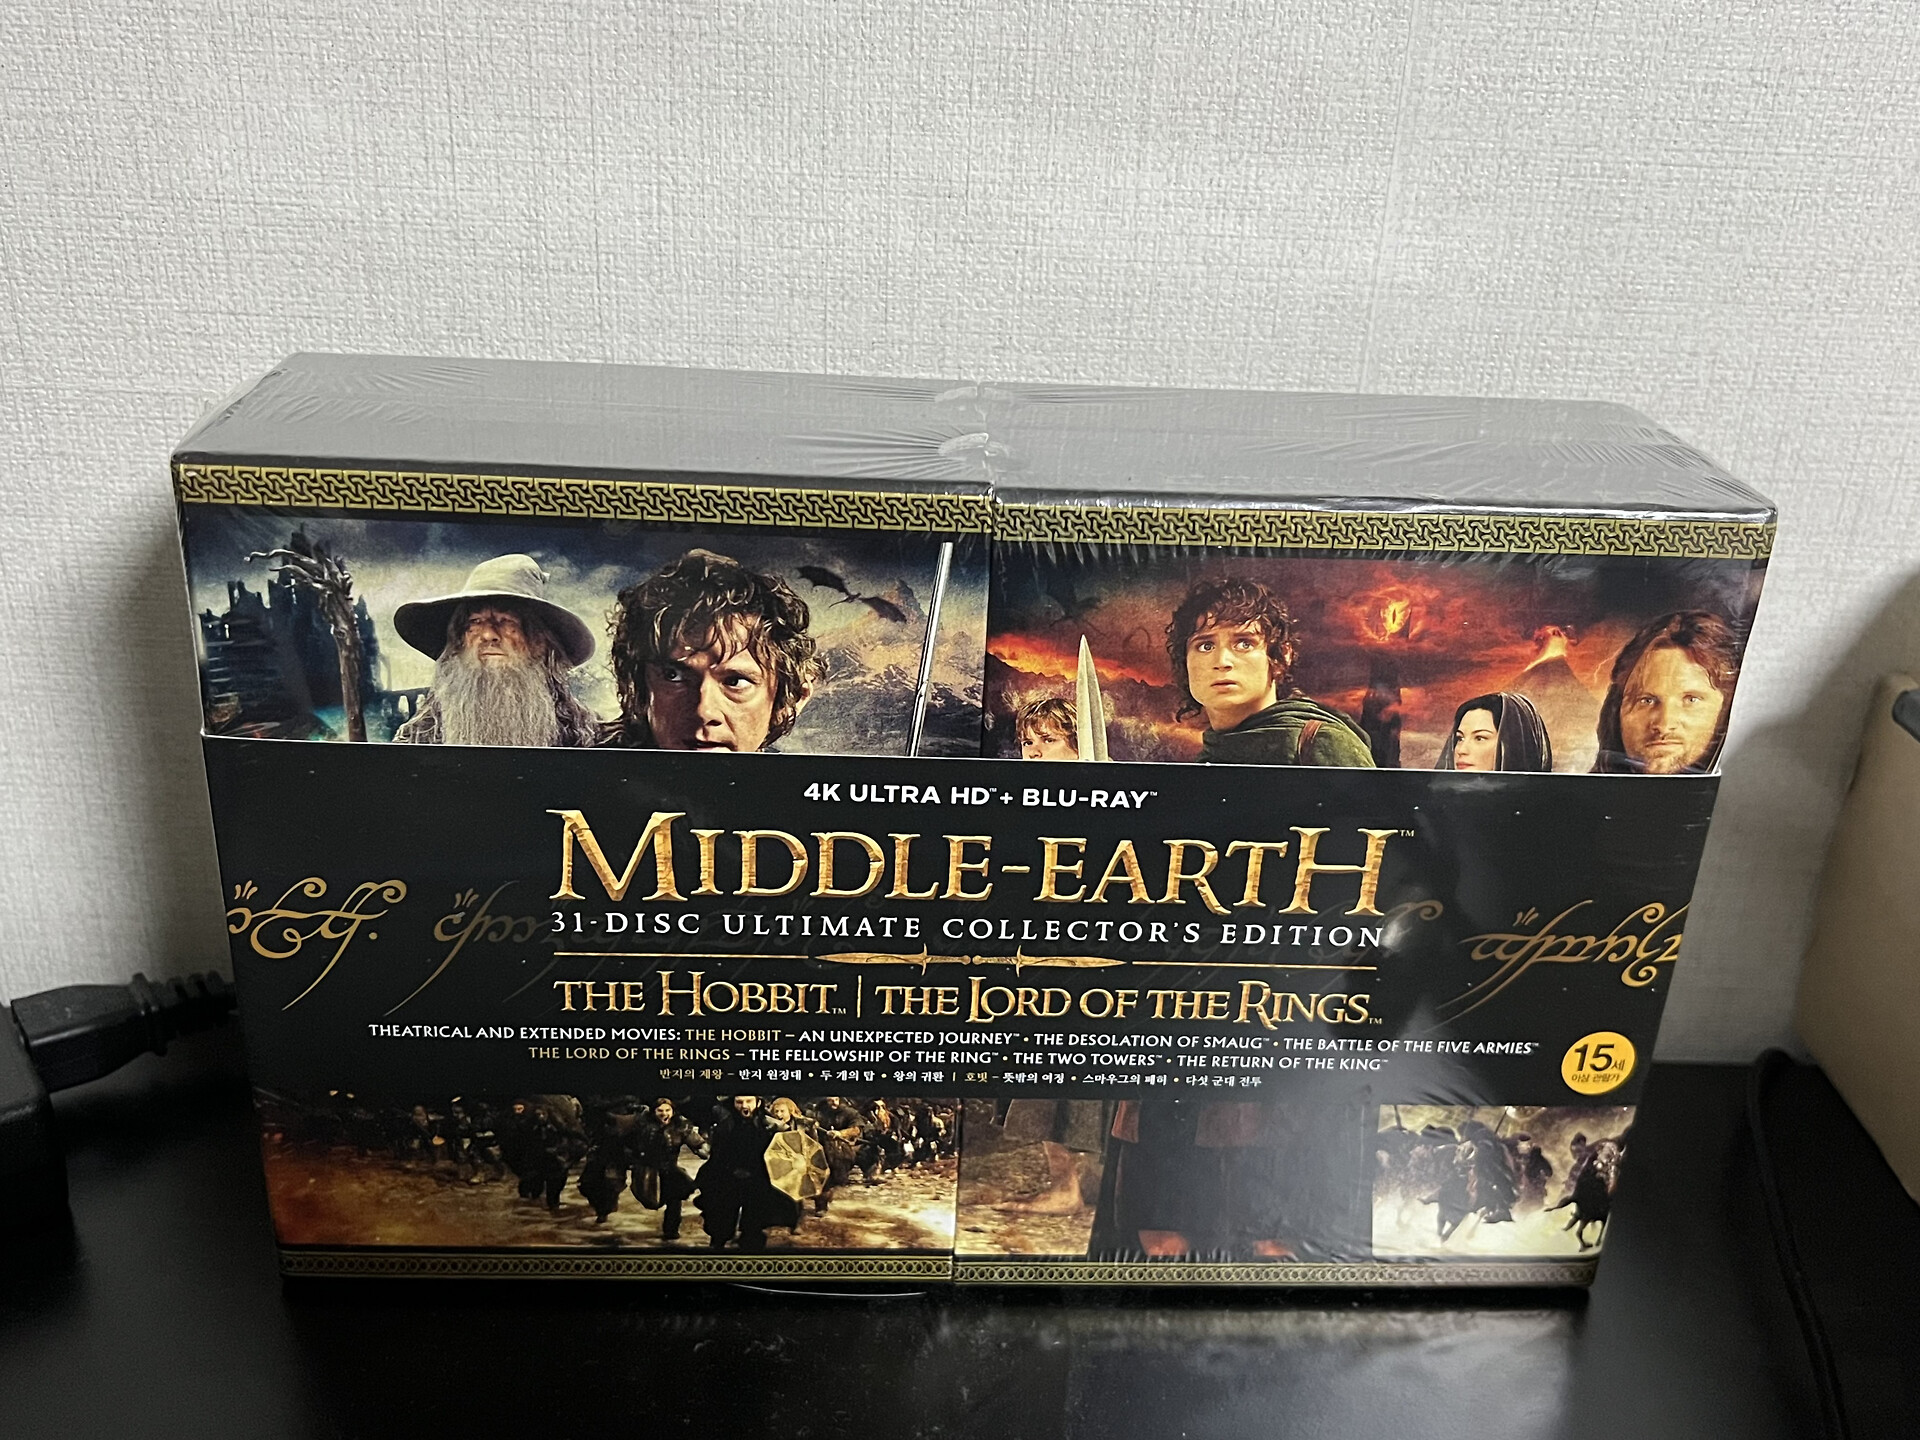 4K ULTRA HD™ + BLU-RAY™
MIDDLE-EARTH™
31-DISC ULTIMATE COLLECTOR'S EDITION
THE HOBBIT™ | THE LORD OF THE RINGS™
THEATRICAL AND EXTENDED MOVIES: THE HOBBIT – AN UNEXPECTED JOURNEY™ • THE DESOLATION OF SMAUG™ • THE BATTLE OF THE FIVE ARMIES™
THE LORD OF THE RINGS – THE FELLOWSHIP OF THE RING™ • THE TWO TOWERS™ • THE RETURN OF THE KING™
반지의 제왕 – 반지 원정대 • 두 개의 탑 • 왕의 귀환 | 호빗 – 뜻밖의 여정 • 스마우그의 폐허 • 다섯 군대 전투
15세
이상 관람가